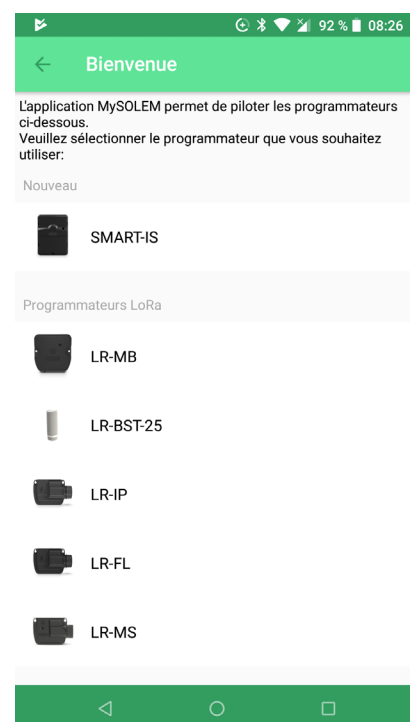 92 % 08:26
Bienvenue
L'application MySOLEM permet de piloter les programmateurs
ci-dessous.
Veuillez sélectionner le programmateur que vous souhaitez
utiliser:
Nouveau
SMART-IS
Programmateurs LoRa
LR-MB
LR-BST-25
LR-IP
LR-FL
LR-MS